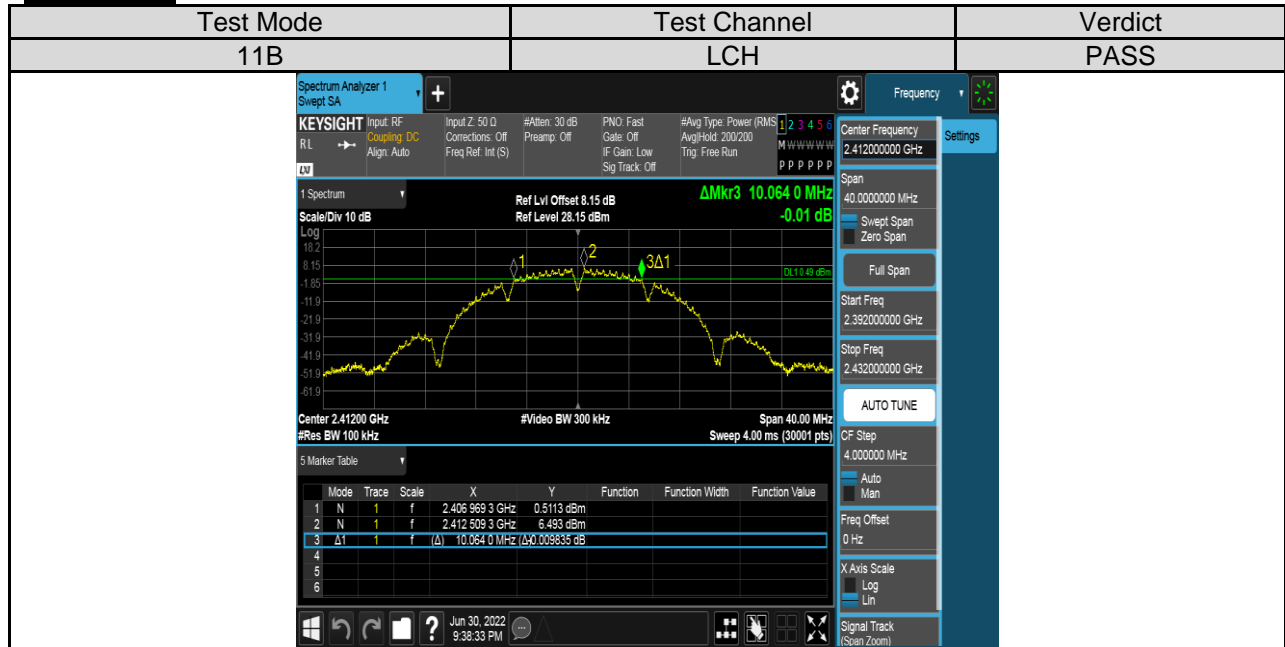 Test Mode Test Channel Verdict
11B LCH PASS
Spectrum Analyzer 1
Swept SA
+
Frequency
KEYSIGHT Input: RF Input Z: 50 Ω #Atten: 30 dB PNO: Fast #Avg Type: Power (RMS 1 2 3 4 5 6
RL Coupling: DC Corrections: Off Preamp: Off Gate: Off Avg|Hold: 200/200 M W W W W W
Align: Auto Freq Ref: Int (S) IF Gain: Low Trig: Free Run
LXI Sig Track: Off P P P P P P
Center Frequency
2.412000000 GHz
Settings
1 Spectrum
Ref Lvl Offset 8.15 dB ΔMkr3 10.064 0 MHz
Scale/Div 10 dB Ref Level 28.15 dBm -0.01 dB
Log
18.2
8.15
-1.85
-11.9
-21.9
-31.9
-41.9
-51.9
-61.9
1
2
3Δ1
DL1 0.49 dBm
Center 2.41200 GHz #Video BW 300 kHz Span 40.00 MHz
#Res BW 100 kHz Sweep 4.00 ms (30001 pts)
Span
40.0000000 MHz
Swept Span
Zero Span
Full Span
Start Freq
2.392000000 GHz
Stop Freq
2.432000000 GHz
AUTO TUNE
CF Step
4.000000 MHz
Auto
Man
Freq Offset
0 Hz
X Axis Scale
Log
Lin
Signal Track
(Span Zoom)
5 Marker Table
Mode Trace Scale X Y Function Function Width Function Value
1 N 1 f 2.406 969 3 GHz 0.5113 dBm
2 N 1 f 2.412 509 3 GHz 6.493 dBm
3 Δ1 1 f (Δ) 10.064 0 MHz (Δ) -0.009835 dB
4
5
6
? Jun 30, 2022
9:38:33 PM